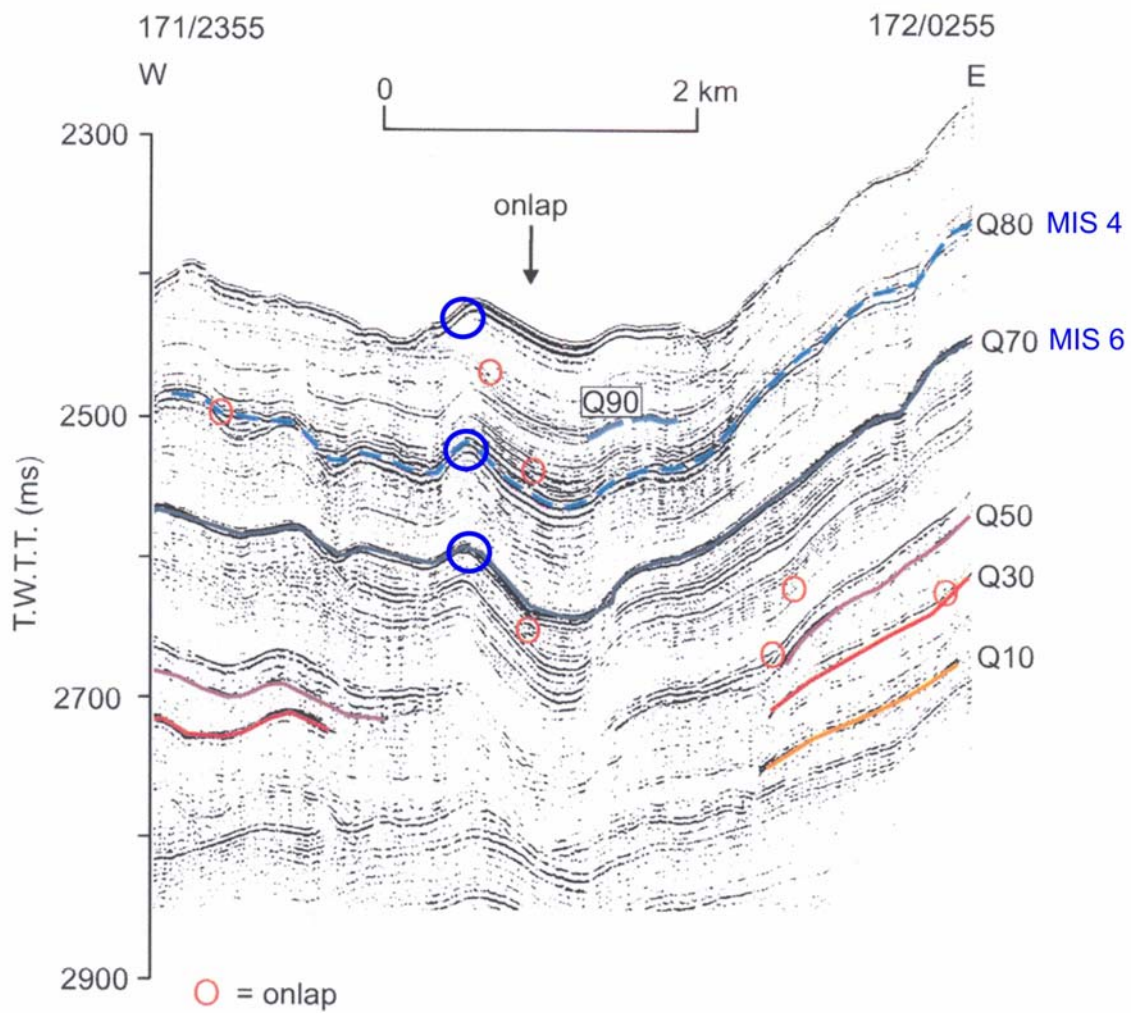 171/2355
172/0255
W
E
0
2 km
2300
onlap
Q80 MIS 4
Q70 MIS 6
Q90
2500
T.W.T.T. (ms)
Q50
Q30
Q10
2700
2900
= onlap